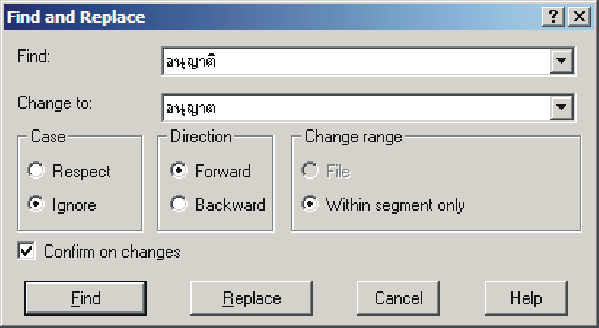 Find and Replace
Find:
อนุญาติ
Change to:
อนุญาต
Case
Respect
Ignore
Direction
Forward
Backward
Change range
File
Within segment only
Confirm on changes
Find
Replace
Cancel
Help